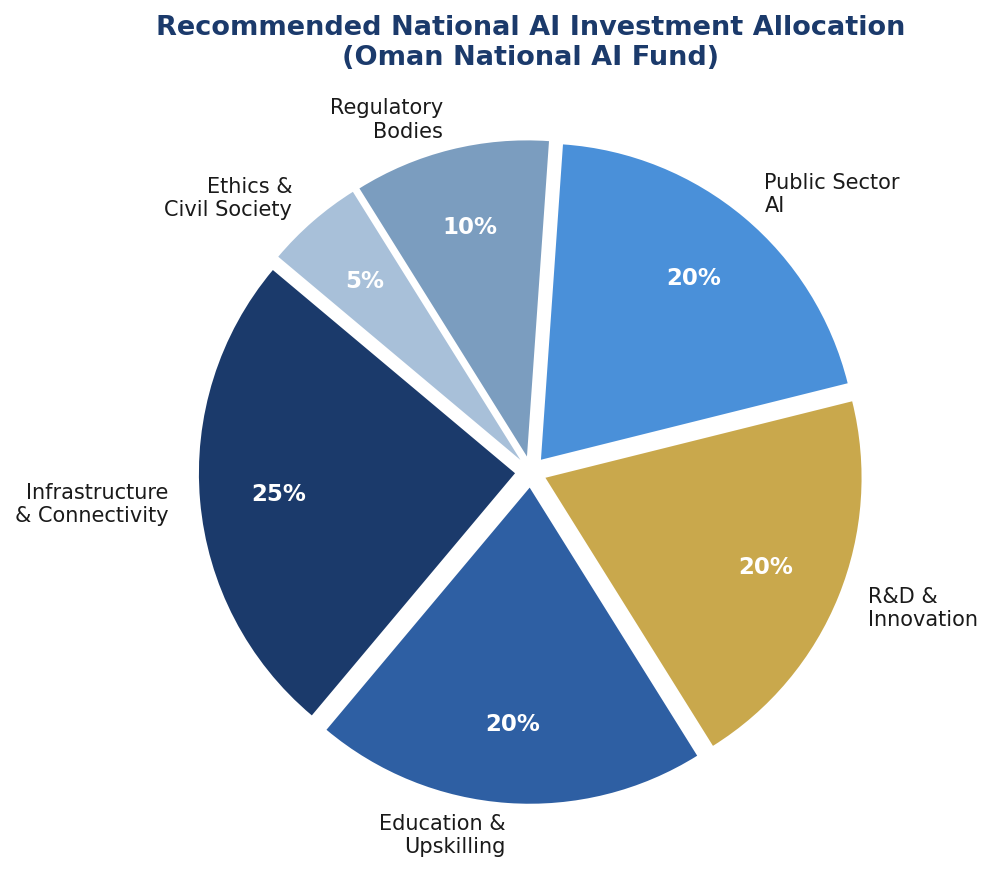 Recommended National AI Investment Allocation
(Oman National AI Fund)
Regulatory
Bodies
10%
Public Sector
AI
20%
Ethics &
Civil Society
5%
Infrastructure
& Connectivity
25%
R&D &
Innovation
20%
Education &
Upskilling
20%